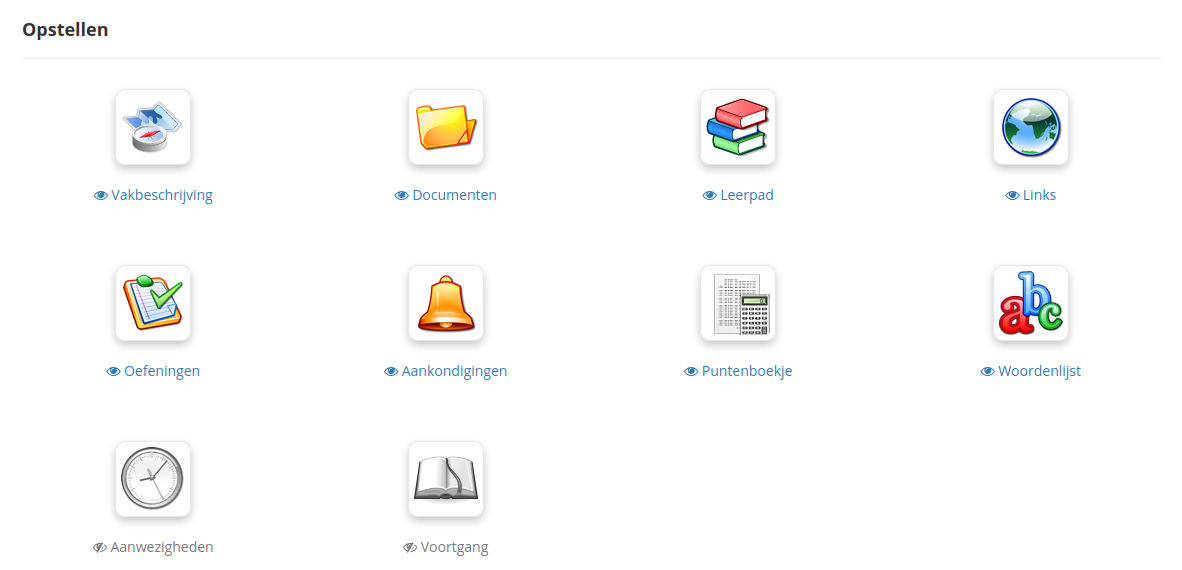 Opstellen
Vakbeschrijving
Documenten
Leerpad
Links
Oefeningen
Aankondigingen
Puntenboekje
Woordenlijst
Aanwezigheden
Voortgang